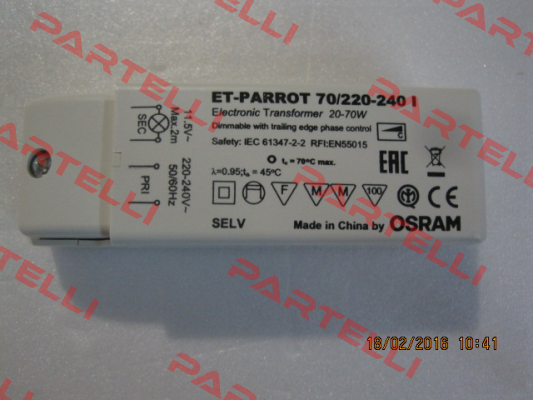 ET-PARROT 70/220-240 I
Electronic Transformer 20-70W
Dimmable with trailing edge phase control
Safety: IEC 61347-2-2 RFI:EN55015
tc = 70°C max.
λ=0.95;ta = 45°C
11.5V~
Max.2m
SEC
220-240V~
50/60Hz
PRI
EAC
F M M 100
CE
SELV
Made in China by OSRAM
16/02/2016 10:41
PARTELLI
PARTELLI
PARTELLI
PARTELLI
PARTELLI
PARTELLI